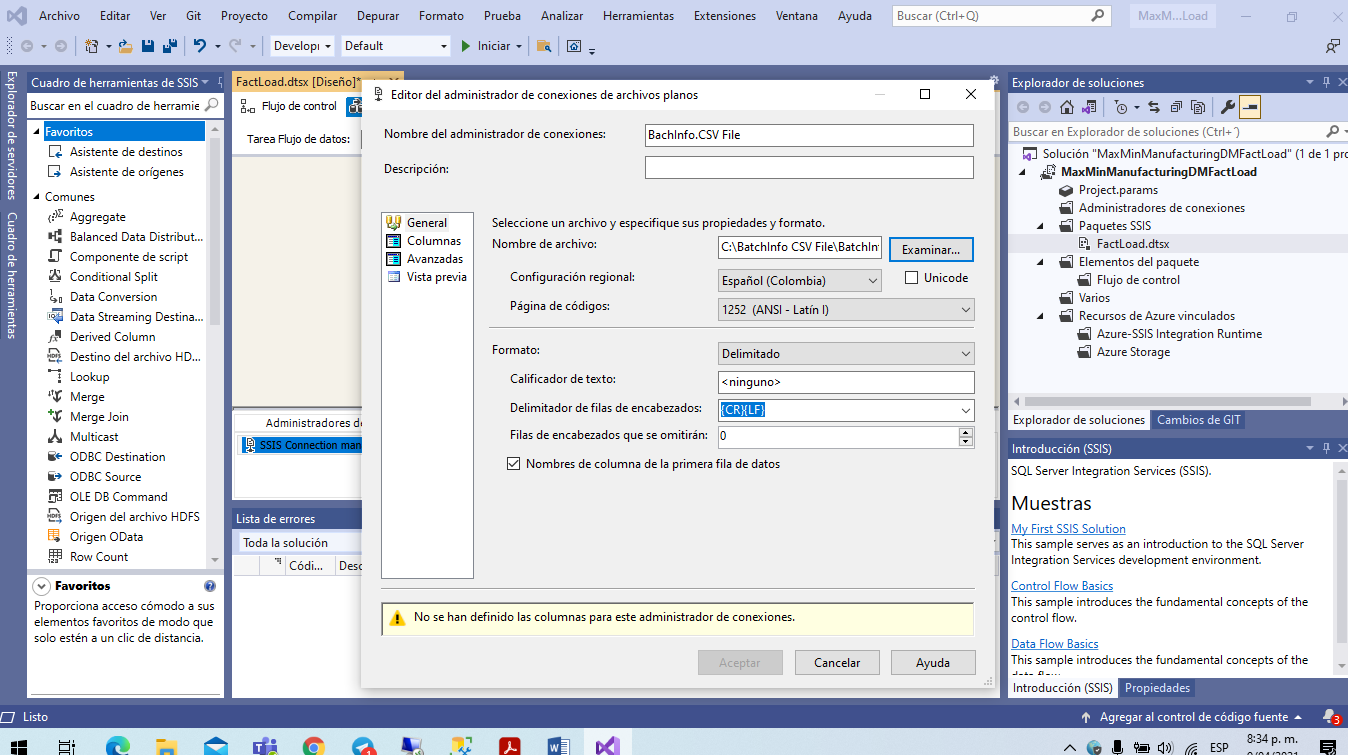 Archivo Editar Ver Git Proyecto Compilar Depurar Formato Prueba Analizar Herramientas Extensiones Ventana Ayuda Buscar (Ctrl+Q) MaxM...Load
Develop Default Iniciar
Explorador de servidores
Cuadro de herramientas
Cuadro de herramientas de SSIS
Buscar en el cuadro de herramie
Favoritos
Asistente de destinos
Asistente de orígenes
Comunes
Aggregate
Balanced Data Distribut...
Componente de script
Conditional Split
Data Conversion
Data Streaming Destina...
Derived Column
Destino del archivo HD...
Lookup
Merge
Merge Join
Multicast
ODBC Destination
ODBC Source
OLE DB Command
Origen del archivo HDFS
Origen OData
Row Count
Favoritos
Proporciona acceso cómodo a sus
elementos favoritos de modo que
solo estén a un clic de distancia.
FactLoad.dtsx [Diseño]*
Flujo de control
Tarea Flujo de datos:
Administradores de
SSIS Connection man
Lista de errores
Toda la solución
Códi... Desc
Editor del administrador de conexiones de archivos planos
Nombre del administrador de conexiones: BachInfo.CSV File
Descripción:
General
Columnas
Avanzadas
Vista previa
Seleccione un archivo y especifique sus propiedades y formato.
Nombre de archivo: C:\BatchInfo CSV File\BatchIn Examinar...
Configuración regional: Español (Colombia) Unicode
Página de códigos: 1252 (ANSI - Latín I)
Formato: Delimitado
Calificador de texto: <ninguno>
Delimitador de filas de encabezados: {CR}{LF}
Filas de encabezados que se omitirán: 0
Nombres de columna de la primera fila de datos
No se han definido las columnas para este administrador de conexiones.
Aceptar Cancelar Ayuda
Explorador de soluciones
Buscar en Explorador de soluciones (Ctrl+´)
Solución "MaxMinManufacturingDMFactLoad" (1 de 1 pro
MaxMinManufacturingDMFactLoad
Project.params
Administradores de conexiones
Paquetes SSIS
FactLoad.dtsx
Elementos del paquete
Flujo de control
Varios
Recursos de Azure vinculados
Azure-SSIS Integration Runtime
Azure Storage
Explorador de soluciones Cambios de GIT
Introducción (SSIS)
SQL Server Integration Services (SSIS).
Muestras
My First SSIS Solution
This sample serves as an introduction to the SQL Server
Integration Services development environment.
Control Flow Basics
This sample introduces the fundamental concepts of the
control flow.
Data Flow Basics
This sample introduces the fundamental concepts of the
Introducción (SSIS) Propiedades
Listo Agregar al control de código fuente 3
1 ESP 8:34 p. m.